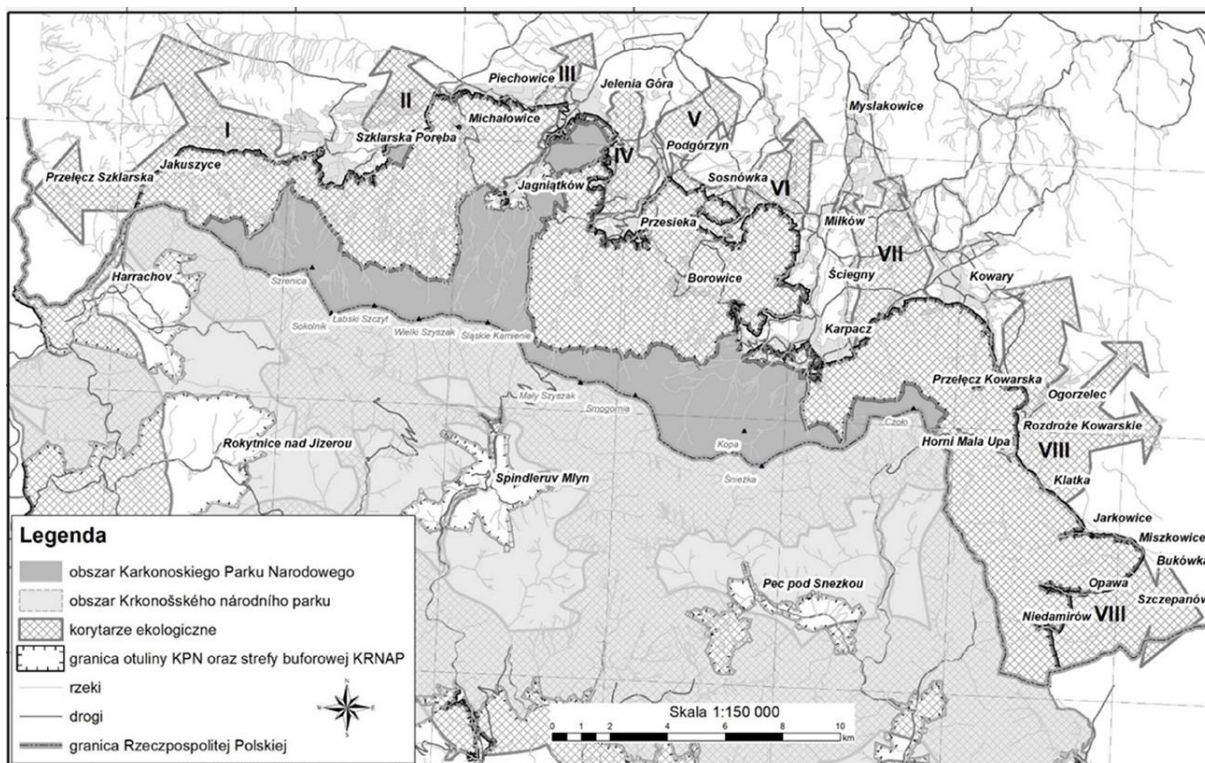 Piechowice
III
Jelenia Góra
Mysłakowice
II
V
I
Michałowice
Szklarska Poręba
Podgórzyn
IV
Przełęcz Szklarska
Jakuszyce
Sosnówka
VI
Jagniątków
Przesieka
Miłków
VII
Harrachov
Szrenica
Borowice
Ściegny
Kowary
Sokolnik
Łabski Szczyt
Wielki Szyszak
Śląskie Kamienie
Karpacz
Przełęcz Kowarska
Ogorzelec
Mały Szyszak
Smogornia
Czoło
Rozdroże Kowarskie
Rokytnice nad Jizerou
Kopa
Horni Mala Upa
VIII
Spindleruv Mlyn
Śnieżka
Klatka
Jarkowice
Miszkowice
Bukówka
Pec pod Snezkou
Opawa
Szczepanów
Niedamirów
VIII
Legenda
obszar Karkonoskiego Parku Narodowego
obszar Krkonošského národního parku
korytarze ekologiczne
granica otuliny KPN oraz strefy buforowej KRNAP
rzeki
drogi
granica Rzeczpospolitej Polskiej
N
W E
S
Skala 1:150 000
0 1 2 4 6 8 10
km